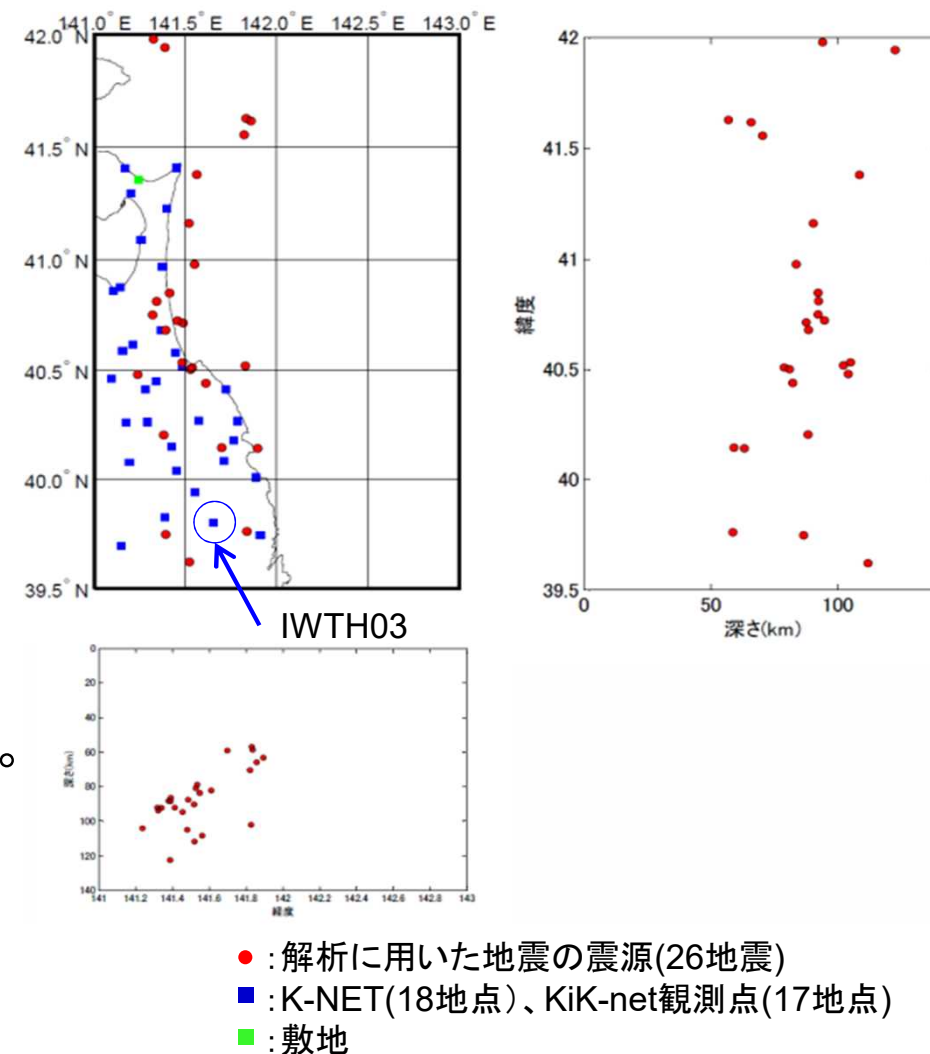 141.0° E 141.5° E 142.0° E 142.5° E 143.0° E
42.0° N
41.5° N
41.0° N
40.5° N
40.0° N
39.5° N
IWTH03
42
41.5
41
40.5
40
39.5
緯度
0 50 100
深さ(km)
0
20
40
60
80
100
120
140
深さ(km)
141 141.2 141.4 141.6 141.8 142 142.2 142.4 142.6 142.8 143
経度
。
:解析に用いた地震の震源(26地震)
:K-NET(18地点)、KiK-net観測点(17地点)
:敷地